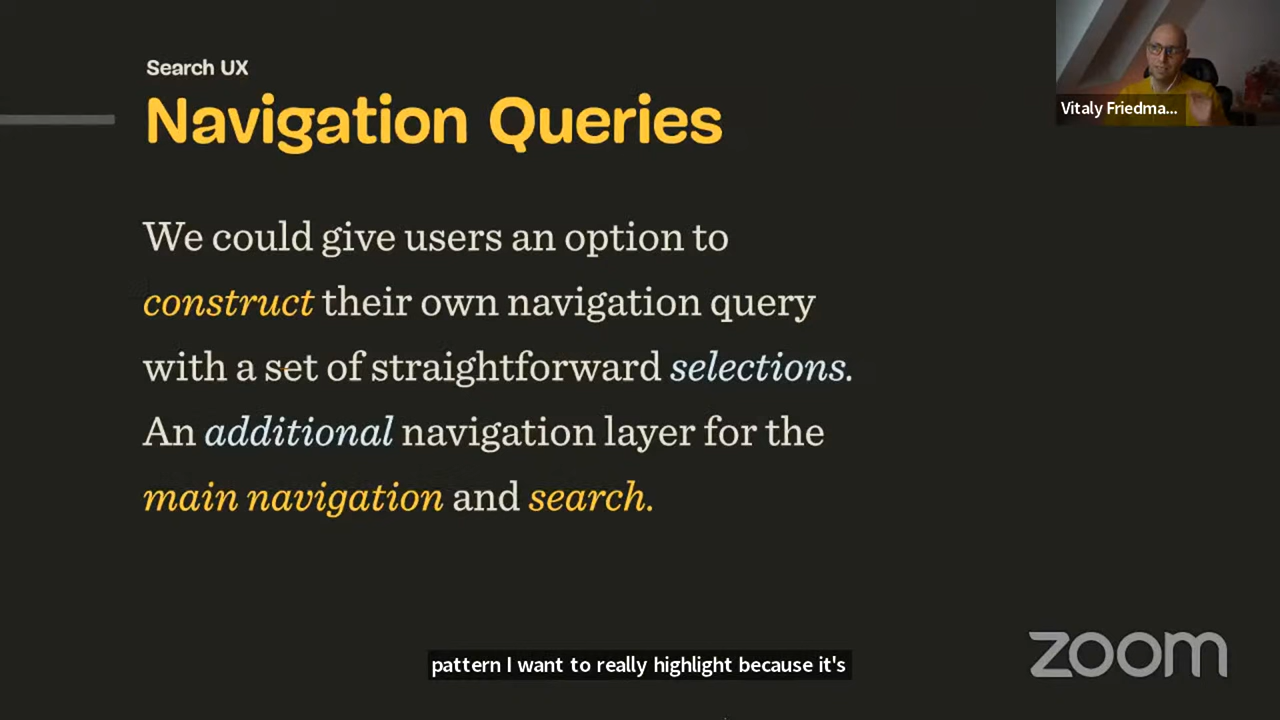 Search UX
Navigation Queries
Vitaly Friedma...
We could give users an option to
construct their own navigation query
with a set of straightforward selections.
An additional navigation layer for the
main navigation and search.
pattern I want to really highlight because it's
zoom